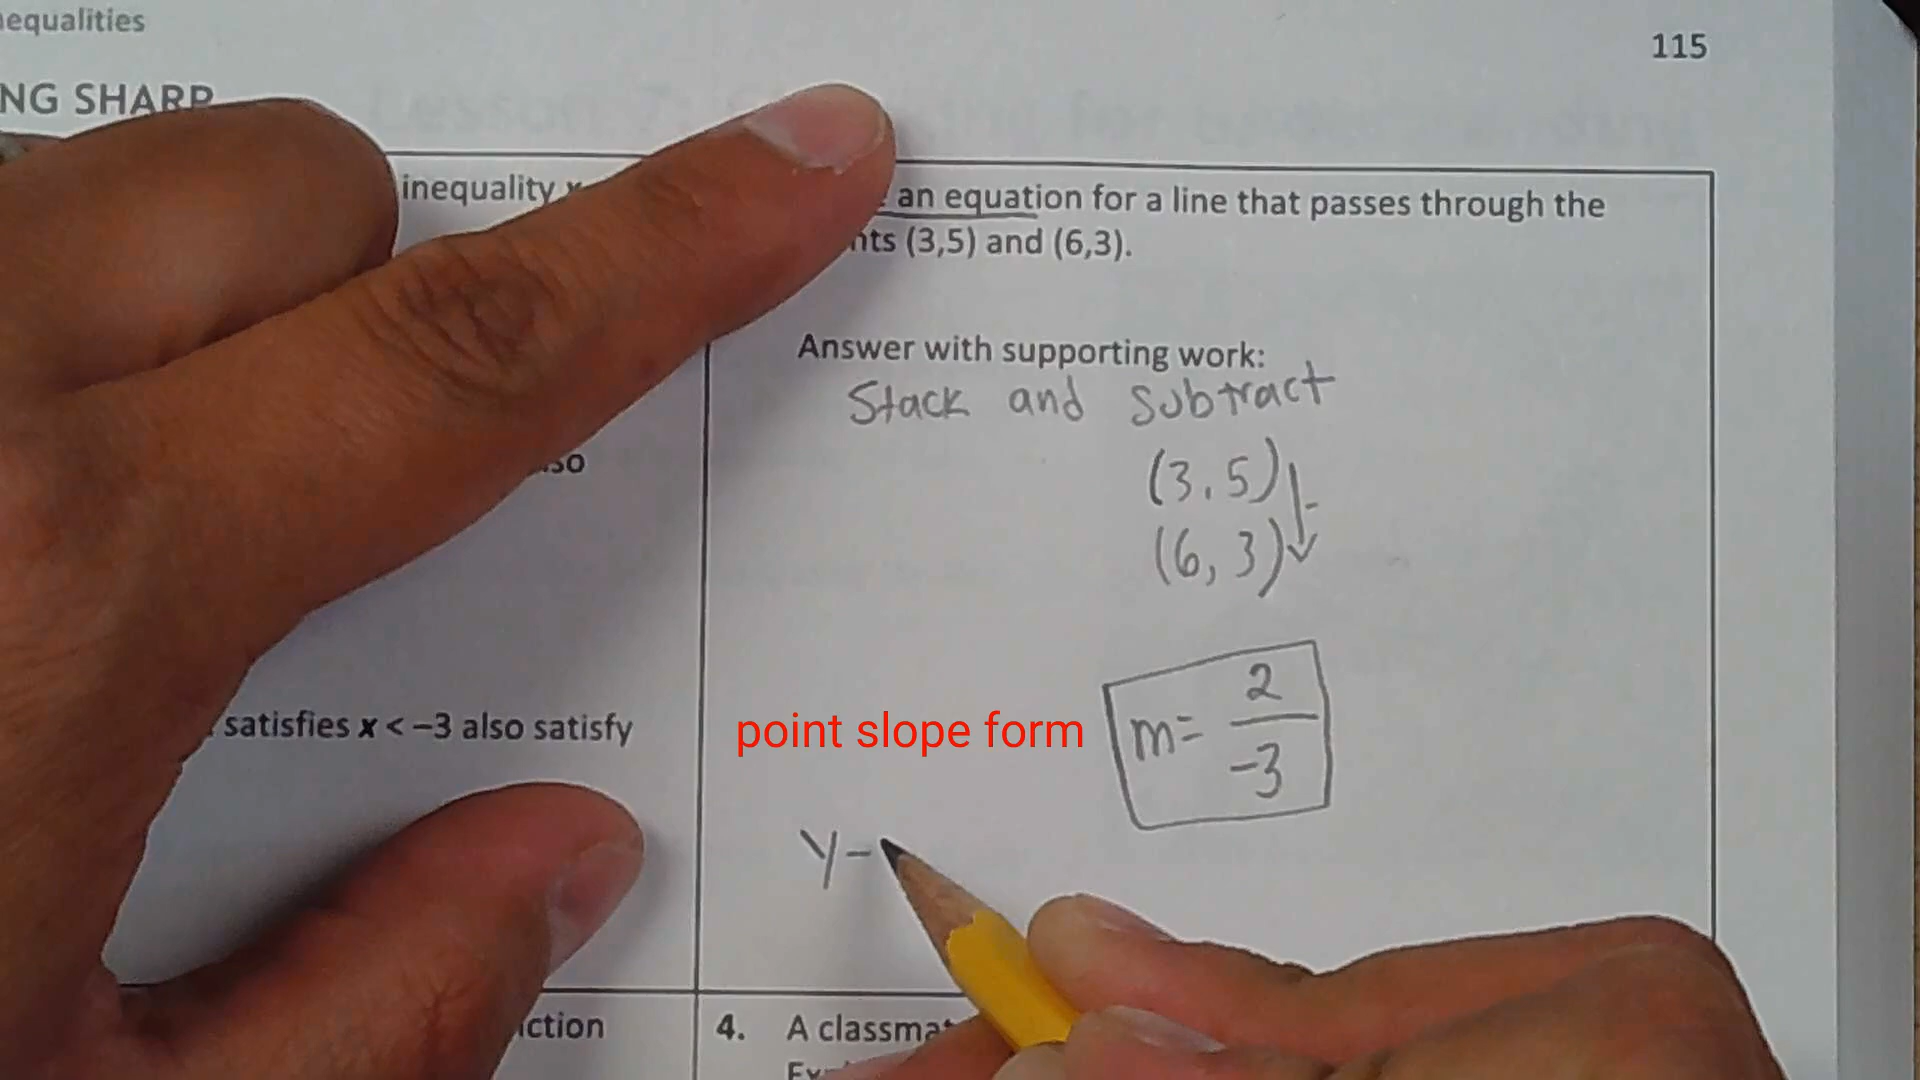 equalities
115
NG SHARP
inequality
an equation for a line that passes through the
nts (3,5) and (6,3).
Answer with supporting work:
Stack and Subtract
(3,5)
so
(6,3)
-
satisfies x < −3 also satisfy
point slope form
m= 2
-3
y-
ction
4. A classmat